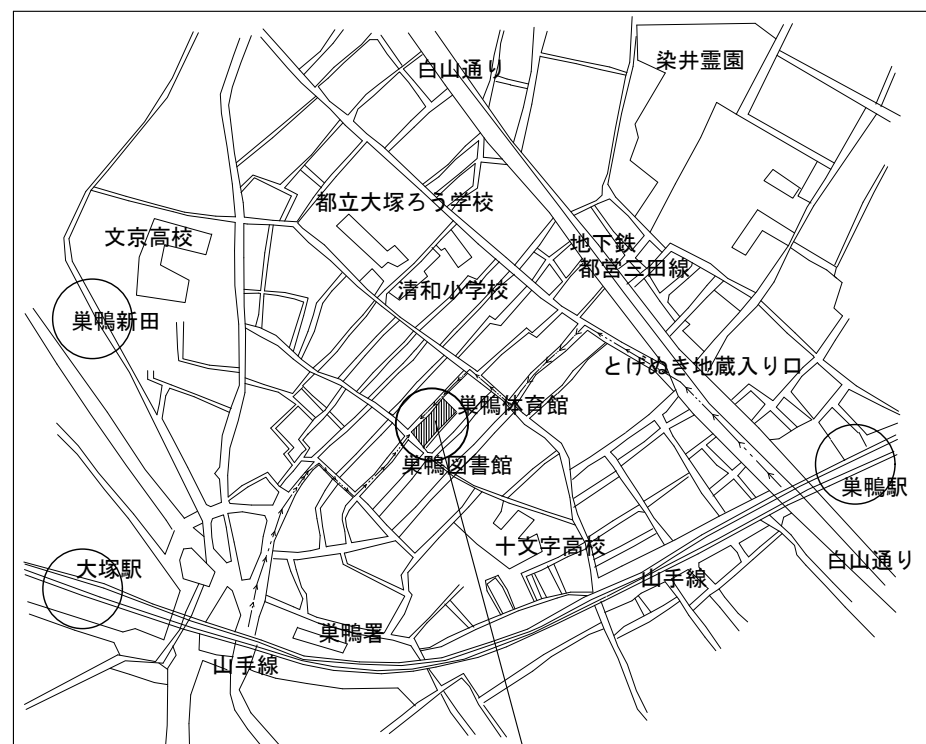 白山通り
染井霊園
都立大塚ろう学校
文京高校
地下鉄
都営三田線
清和小学校
巣鴨新田
とげぬき地蔵入り口
巣鴨体育館
巣鴨図書館
巣鴨駅
十文字高校
白山通り
大塚駅
山手線
巣鴨署
山手線